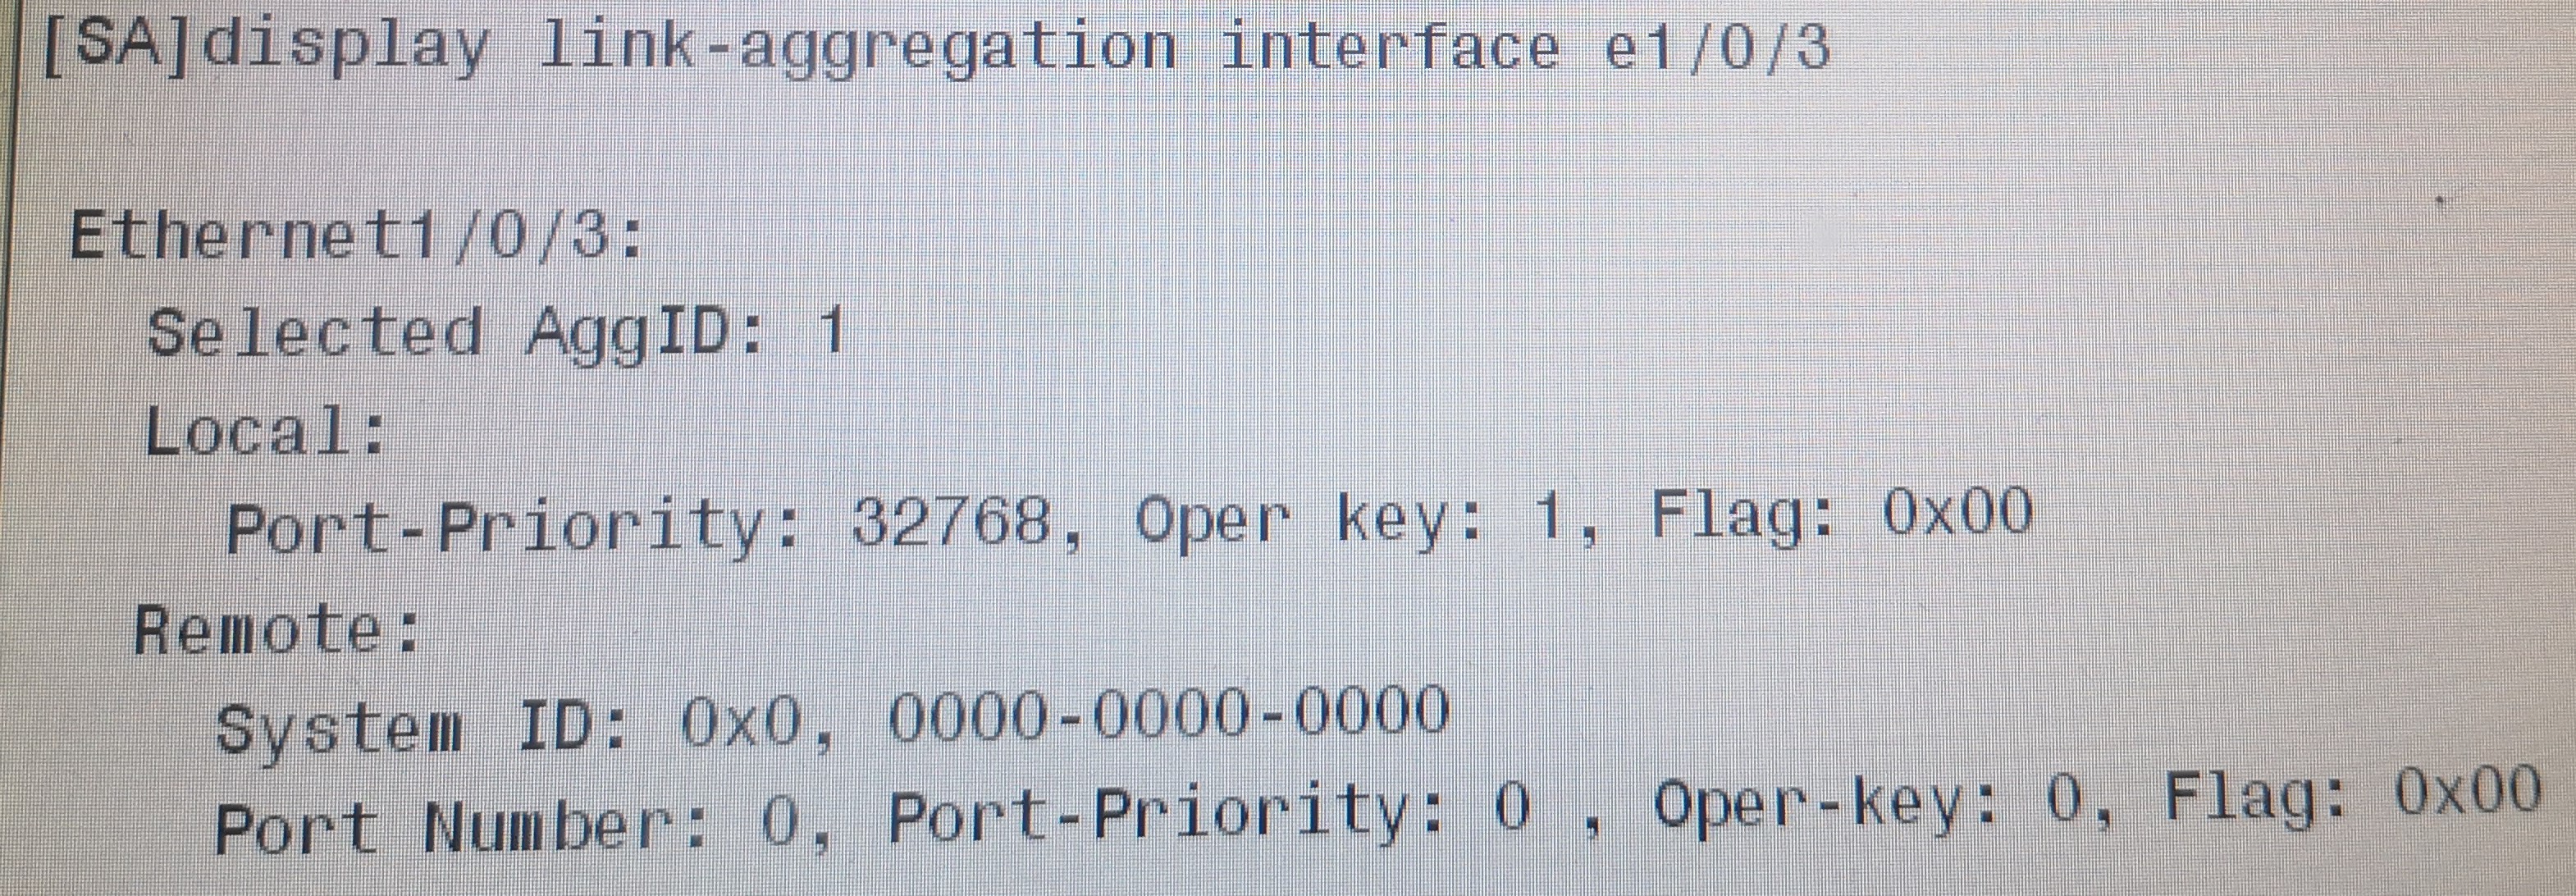 [SA]display link-aggregation interface e1/0/3
Ethernet1/0/3:
Selected AggID: 1
Local:
Port-Priority: 32768, Oper key: 1, Flag: 0x00
Remote:
System ID: 0x0, 0000-0000-0000
Port Number: 0, Port-Priority: 0 , Oper-key: 0, Flag: 0x00